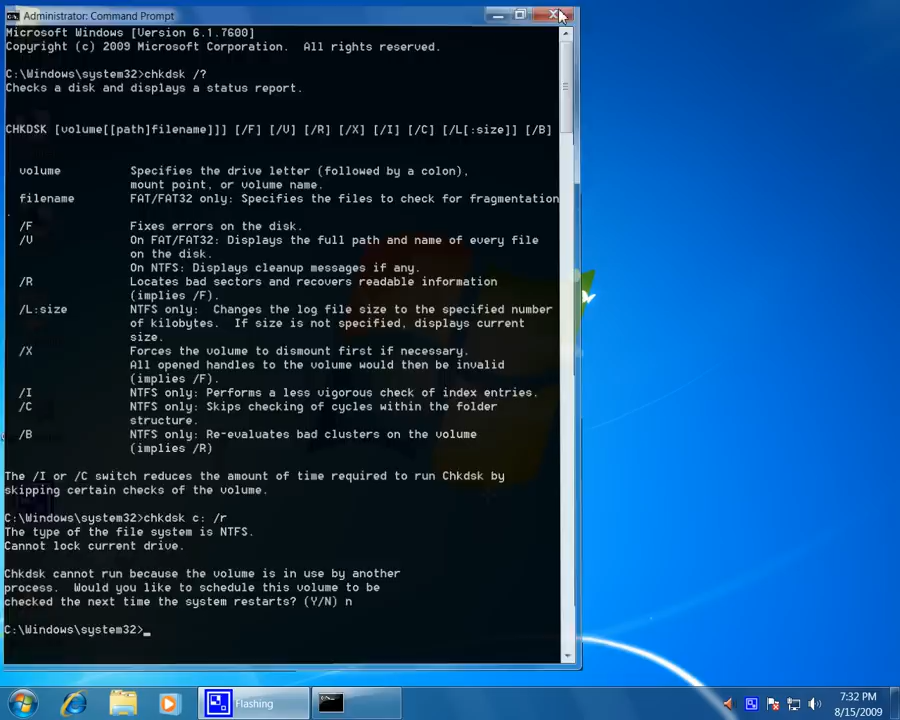 Administrator: Command Prompt
Microsoft Windows [Version 6.1.7600]
Copyright (c) 2009 Microsoft Corporation.  All rights reserved.
C:\Windows\system32>chkdsk /?
Checks a disk and displays a status report.
CHKDSK [volume[[path]filename]]] [/F] [/V] [/R] [/X] [/I] [/C] [/L[:size]] [/B]
volume Specifies the drive letter (followed by a colon),
mount point, or volume name.
filename FAT/FAT32 only: Specifies the files to check for fragmentation
.
/F Fixes errors on the disk.
/V On FAT/FAT32: Displays the full path and name of every file
on the disk.
On NTFS: Displays cleanup messages if any.
/R Locates bad sectors and recovers readable information
(implies /F).
/L:size NTFS only:  Changes the log file size to the specified number
of kilobytes.  If size is not specified, displays current
size.
/X Forces the volume to dismount first if necessary.
All opened handles to the volume would then be invalid
(implies /F).
/I NTFS only: Performs a less vigorous check of index entries.
/C NTFS only: Skips checking of cycles within the folder
structure.
/B NTFS only: Re-evaluates bad clusters on the volume
(implies /R)
The /I or /C switch reduces the amount of time required to run Chkdsk by
skipping certain checks of the volume.
C:\Windows\system32>chkdsk c: /r
The type of the file system is NTFS.
Cannot lock current drive.
Chkdsk cannot run because the volume is in use by another
process.  Would you like to schedule this volume to be
checked the next time the system restarts? (Y/N) n
C:\Windows\system32>_
Flashing
7:32 PM
8/15/2009